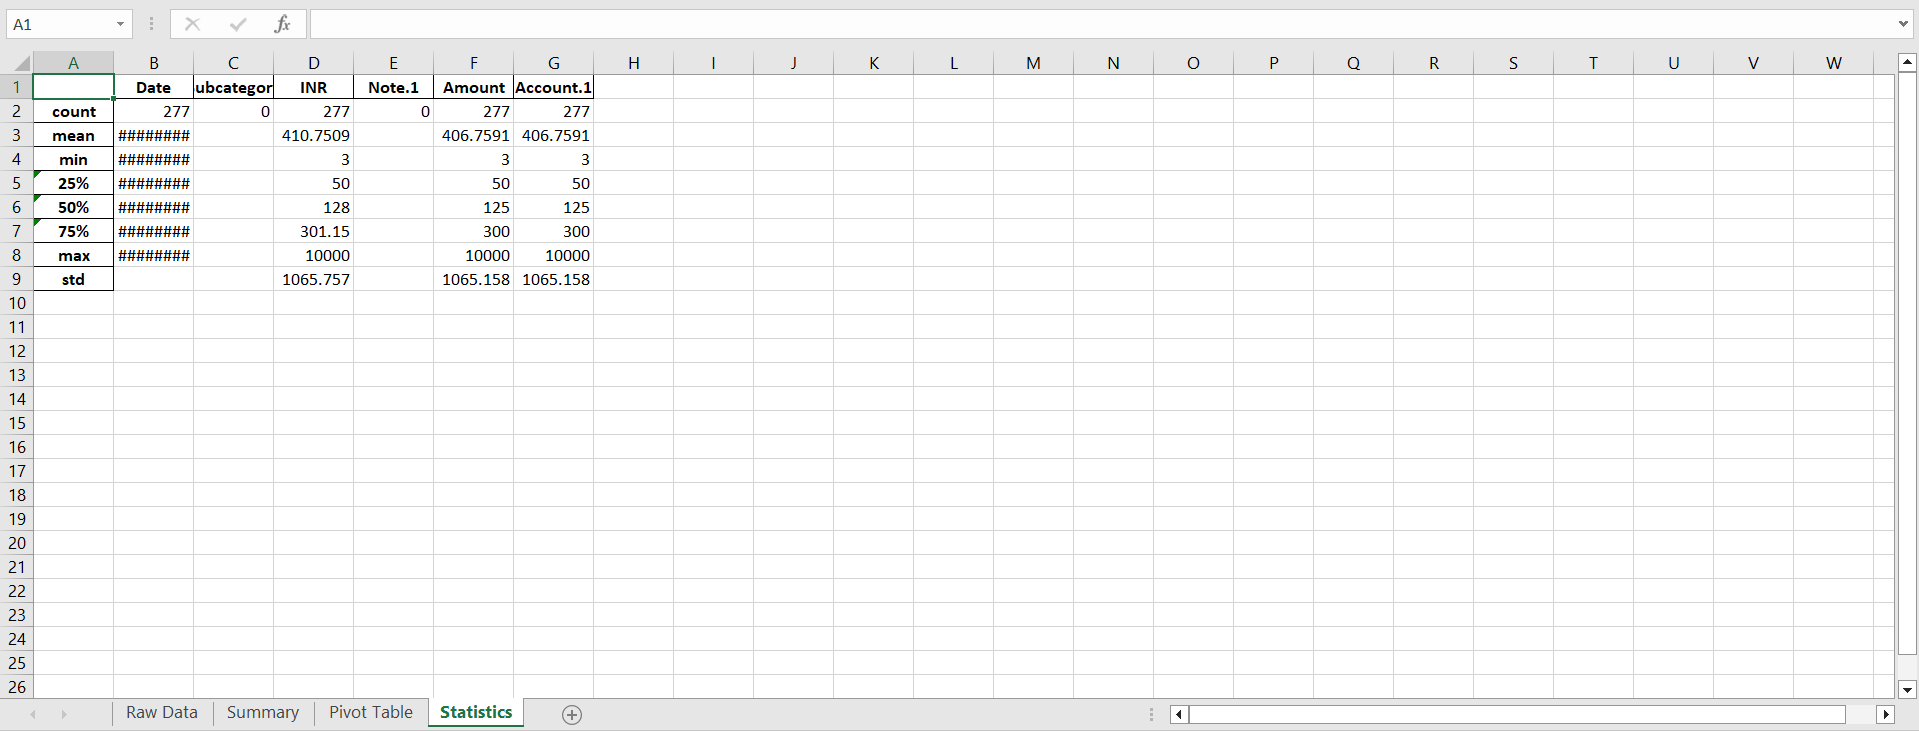 A1 fx
A B C D E F G H I J K L M N O P Q R S T U V W
1 Date ubcategor INR Note.1 Amount Account.1
2 count 277 0 277 0 277 277
3 mean ######## 410.7509 406.7591 406.7591
4 min ######## 3 3 3
5 25% ######## 50 50 50
6 50% ######## 128 125 125
7 75% ######## 301.15 300 300
8 max ######## 10000 10000 10000
9 std 1065.757 1065.158 1065.158
10
11
12
13
14
15
16
17
18
19
20
21
22
23
24
25
26
Raw Data Summary Pivot Table Statistics